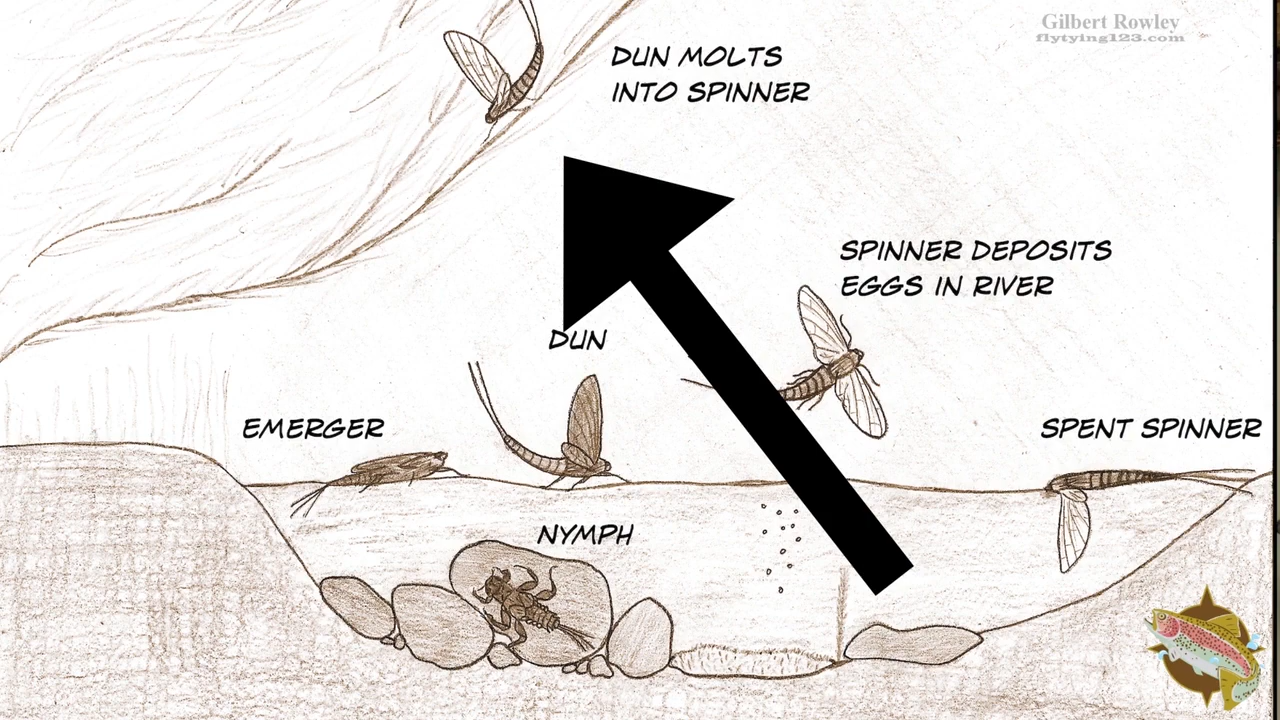 Gilbert Rowley
flytying123.com
DUN MOLTS
INTO SPINNER
SPINNER DEPOSITS
EGGS IN RIVER
DUN
EMERGER
SPENT SPINNER
NYMPH